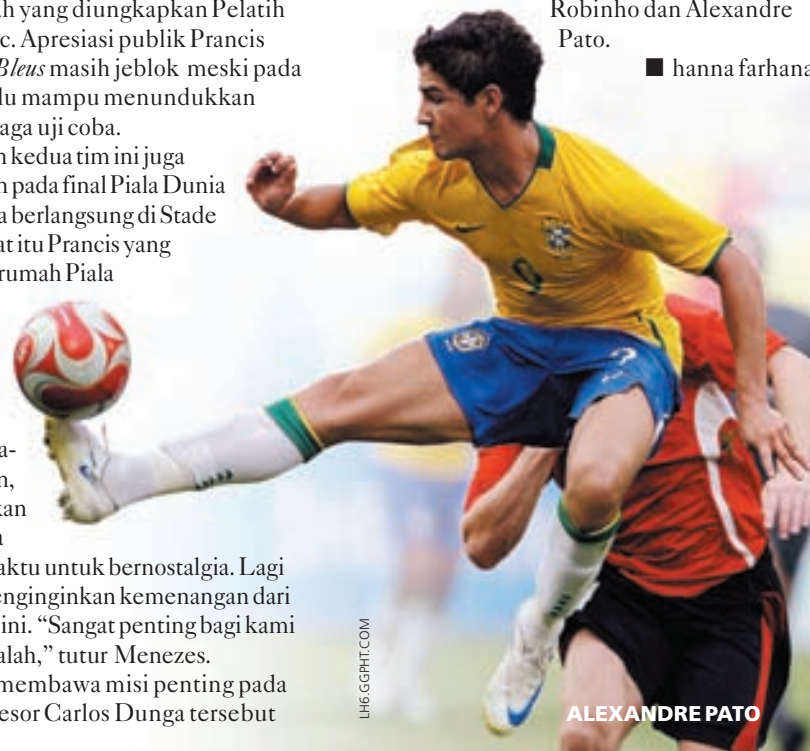 h yang diungkapkan Pelatih
c. Apresiasi publik Prancis
Bleus masih jeblok meski pada
lu mampu menundukkan
aga uji coba.
kedua tim ini juga
pada final Piala Dunia
a berlangsung di Stade
at itu Prancis yang
rumah Piala
a-
n,
kan
a
aktu untuk bernostalgia. Lagi
enginginkan kemenangan dari
ini. “Sangat penting bagi kami
alah,” tutur Menezes.
membawa misi penting pada
esor Carlos Dunga tersebut
Robinho dan Alexandre
Pato.
■ hanna farhana
LH6.GGPHT.COM
ALEXANDRE PATO